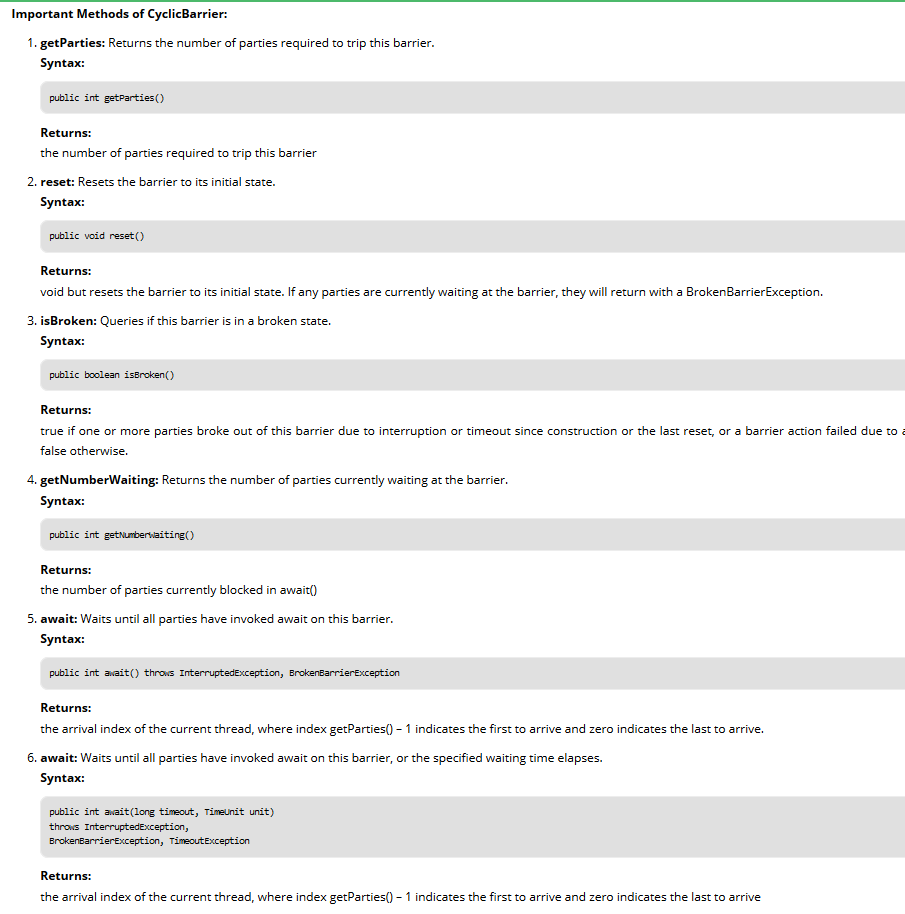 Important Methods of CyclicBarrier:
1. getParties: Returns the number of parties required to trip this barrier.
Syntax:
public int getParties()
Returns:
the number of parties required to trip this barrier
2. reset: Resets the barrier to its initial state.
Syntax:
public void reset()
Returns:
void but resets the barrier to its initial state. If any parties are currently waiting at the barrier, they will return with a BrokenBarrierException.
3. isBroken: Queries if this barrier is in a broken state.
Syntax:
public boolean isBroken()
Returns:
true if one or more parties broke out of this barrier due to interruption or timeout since construction or the last reset, or a barrier action failed due to
false otherwise.
4. getNumberWaiting: Returns the number of parties currently waiting at the barrier.
Syntax:
public int getNumberWaiting()
Returns:
the number of parties currently blocked in await()
5. await: Waits until all parties have invoked await on this barrier.
Syntax:
public int await() throws InterruptedException, BrokenBarrierException
Returns:
the arrival index of the current thread, where index getParties() – 1 indicates the first to arrive and zero indicates the last to arrive.
6. await: Waits until all parties have invoked await on this barrier, or the specified waiting time elapses.
Syntax:
public int await(long timeout, TimeUnit unit)
throws InterruptedException,
BrokenBarrierException, TimeoutException
Returns:
the arrival index of the current thread, where index getParties() – 1 indicates the first to arrive and zero indicates the last to arrive